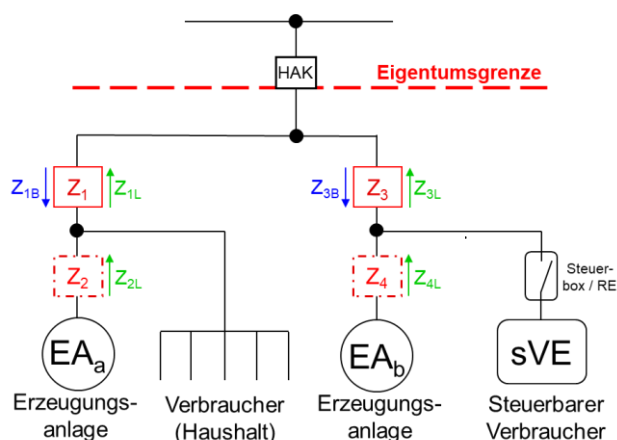 HAK
Eigentumsgrenze
Z1B
Z1
Z1L
Z3B
Z3
Z3L
Z2
Z2L
Z4
Z4L
Steuer-
box / RE
EAa
EAb
sVE
Erzeugungs-
anlage
Verbraucher
(Haushalt)
Erzeugungs-
anlage
Steuerbarer
Verbraucher